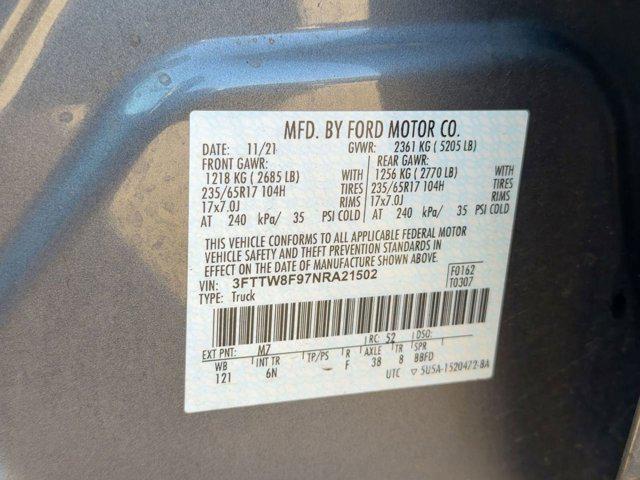 MFD. BY FORD MOTOR CO.
DATE: 11/21 GVWR: 2361 KG ( 5205 LB)
FRONT GAWR: REAR GAWR:
1218 KG ( 2685 LB) WITH 1256 KG ( 2770 LB) WITH
235/65R17 104H TIRES 235/65R17 104H TIRES
17x7.0J RIMS 17x7.0J RIMS
AT 240 kPa/ 35 PSI COLD AT 240 kPa/ 35 PSI COLD
THIS VEHICLE CONFORMS TO ALL APPLICABLE FEDERAL MOTOR
VEHICLE SAFETY AND THEFT PREVENTION STANDARDS IN
EFFECT ON THE DATE OF MANUFACTURE SHOWN ABOVE.
VIN: 3FTTW8F97NRA21502 F0162
TYPE: Truck T0307
EXT PNT: M7 RC: 52 DSO:
WB INT TR TP/PS R AXLE TR SPR
121 6N F 38 8 BBFD
UTC 5U5A-1520472-BA